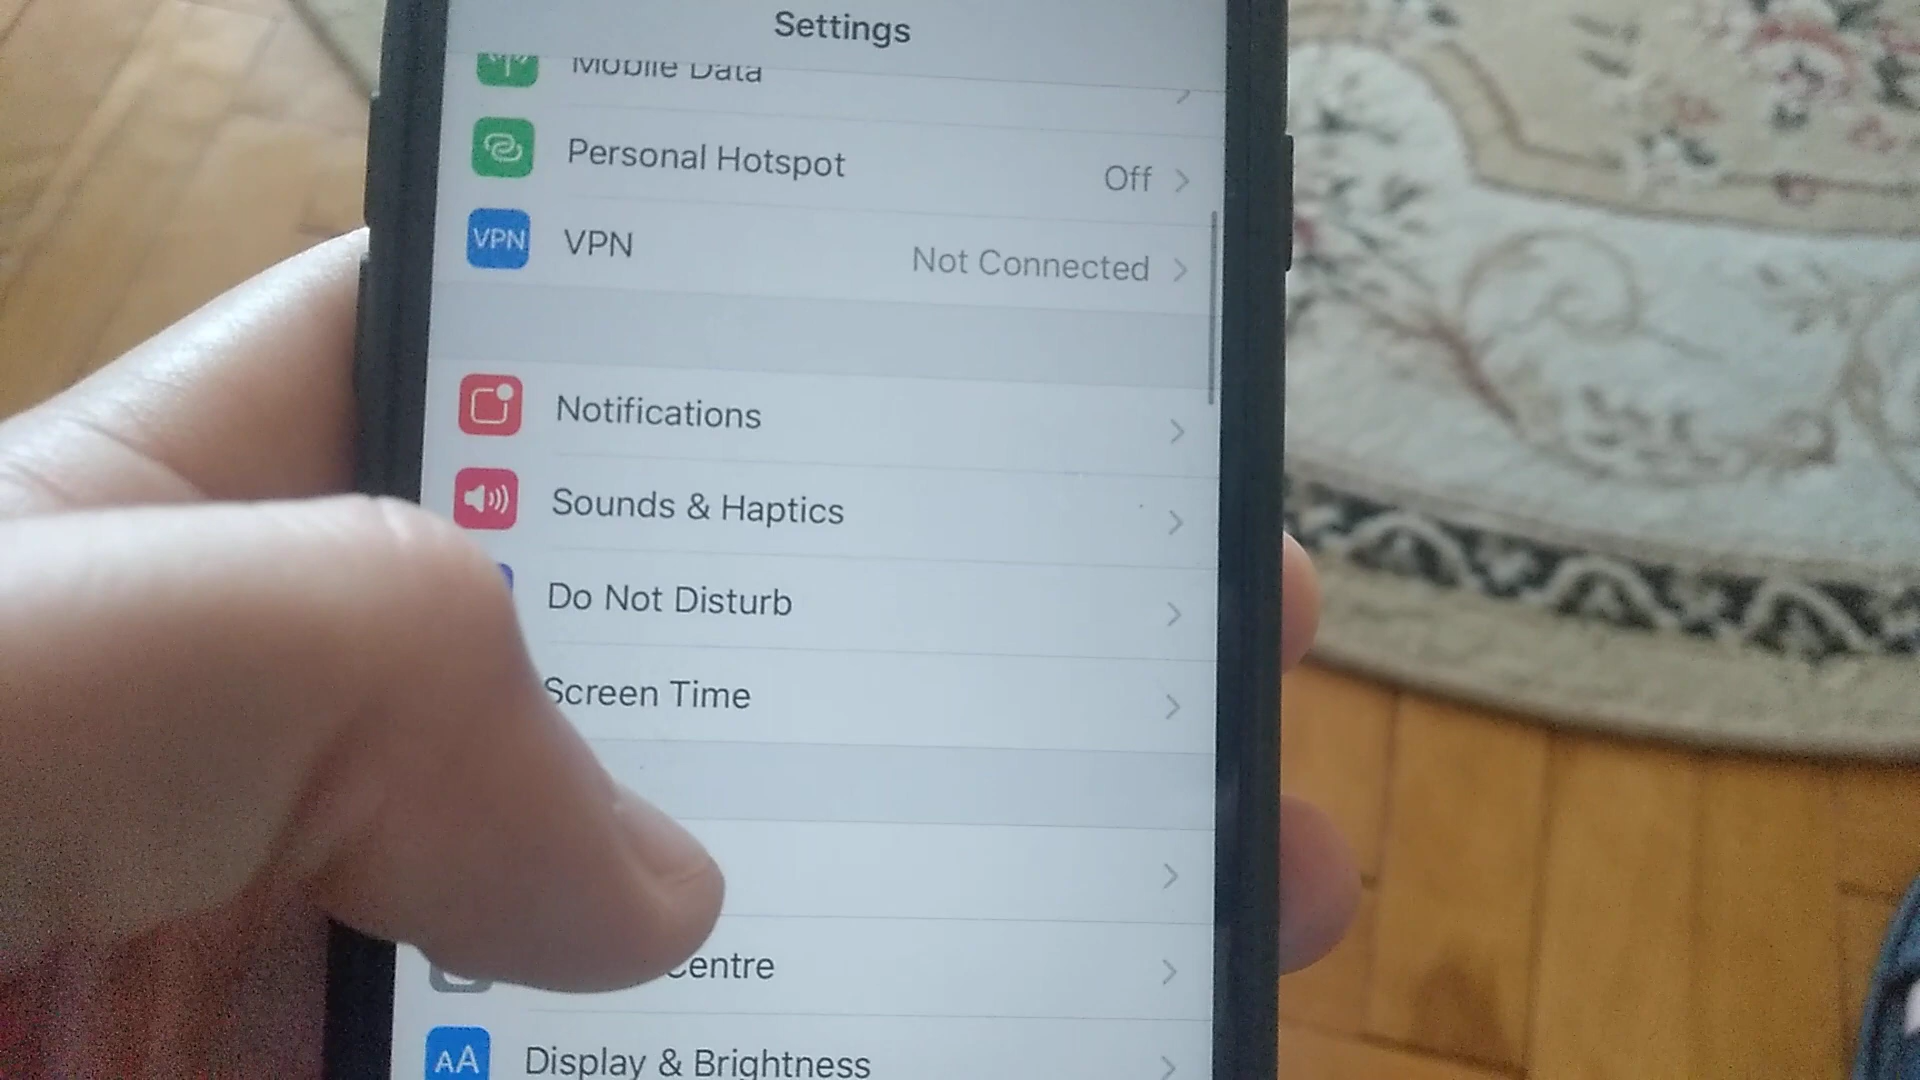 Settings
Mobile Data
Personal Hotspot
Off
VPN
VPN
Not Connected
Notifications
Sounds & Haptics
Do Not Disturb
Screen Time
Centre
AA
Display & Brightness